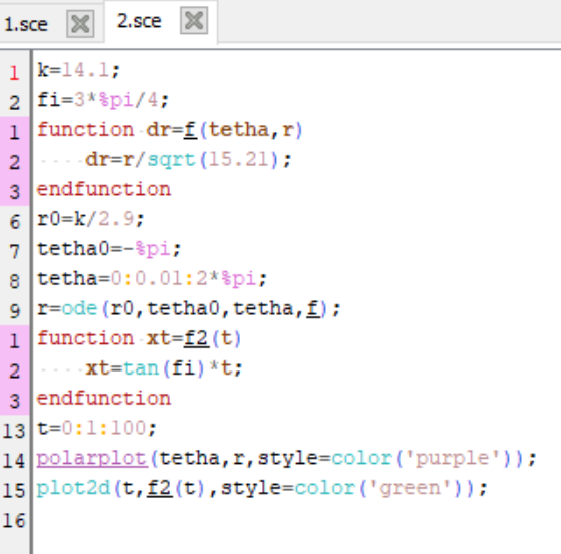 1.sce 2.sce
1 k=14.1;
2 fi=3*%pi/4;
1 function dr=f(tetha,r)
2 dr=r/sqrt(15.21);
3 endfunction
6 r0=k/2.9;
7 tetha0=-%pi;
8 tetha=0:0.01:2*%pi;
9 r=ode(r0,tetha0,tetha,f);
1 function xt=f2(t)
2 xt=tan(fi)*t;
3 endfunction
13 t=0:1:100;
14 polarplot(tetha,r,style=color('purple'));
15 plot2d(t,f2(t),style=color('green'));
16